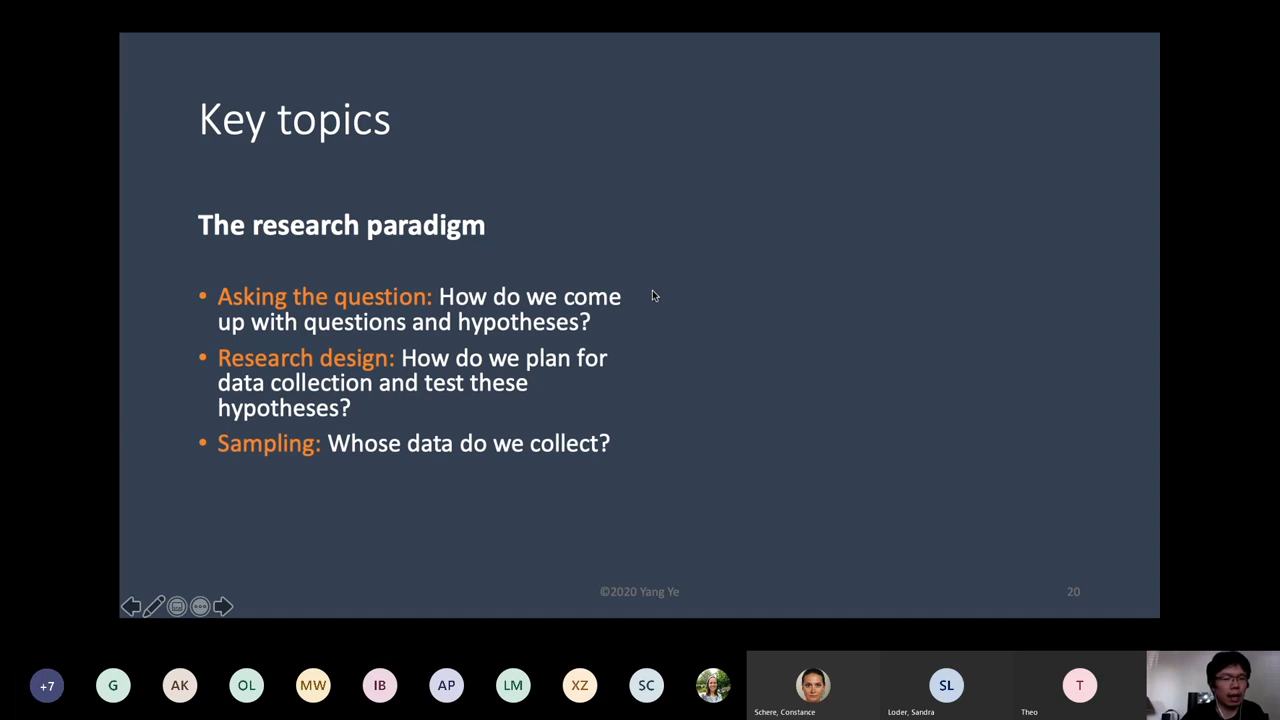 Key topics
The research paradigm
• Asking the question: How do we come
up with questions and hypotheses?
• Research design: How do we plan for
data collection and test these
hypotheses?
• Sampling: Whose data do we collect?
©2020 Yang Ye
20
+7
G
AK
OL
MW
IB
AP
LM
XZ
SC
SL
T
Schere, Constance
Loder, Sandra
Theo